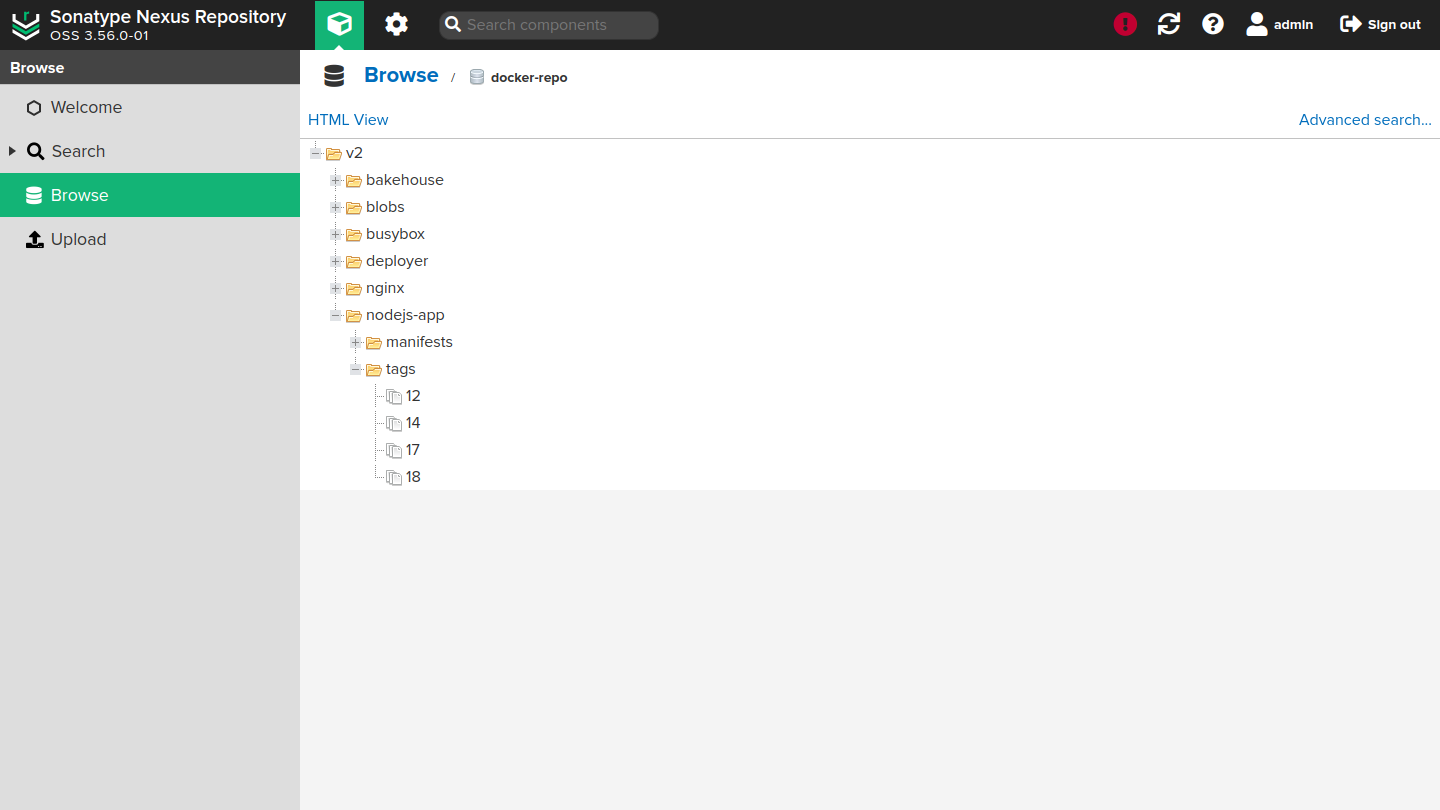 Sonatype Nexus Repository
OSS 3.56.0-01
Search components
admin
Sign out
Browse
Welcome
Search
Browse
Upload
Browse / docker-repo
HTML View
Advanced search...
v2
bakehouse
blobs
busybox
deployer
nginx
nodejs-app
manifests
tags
12
14
17
18